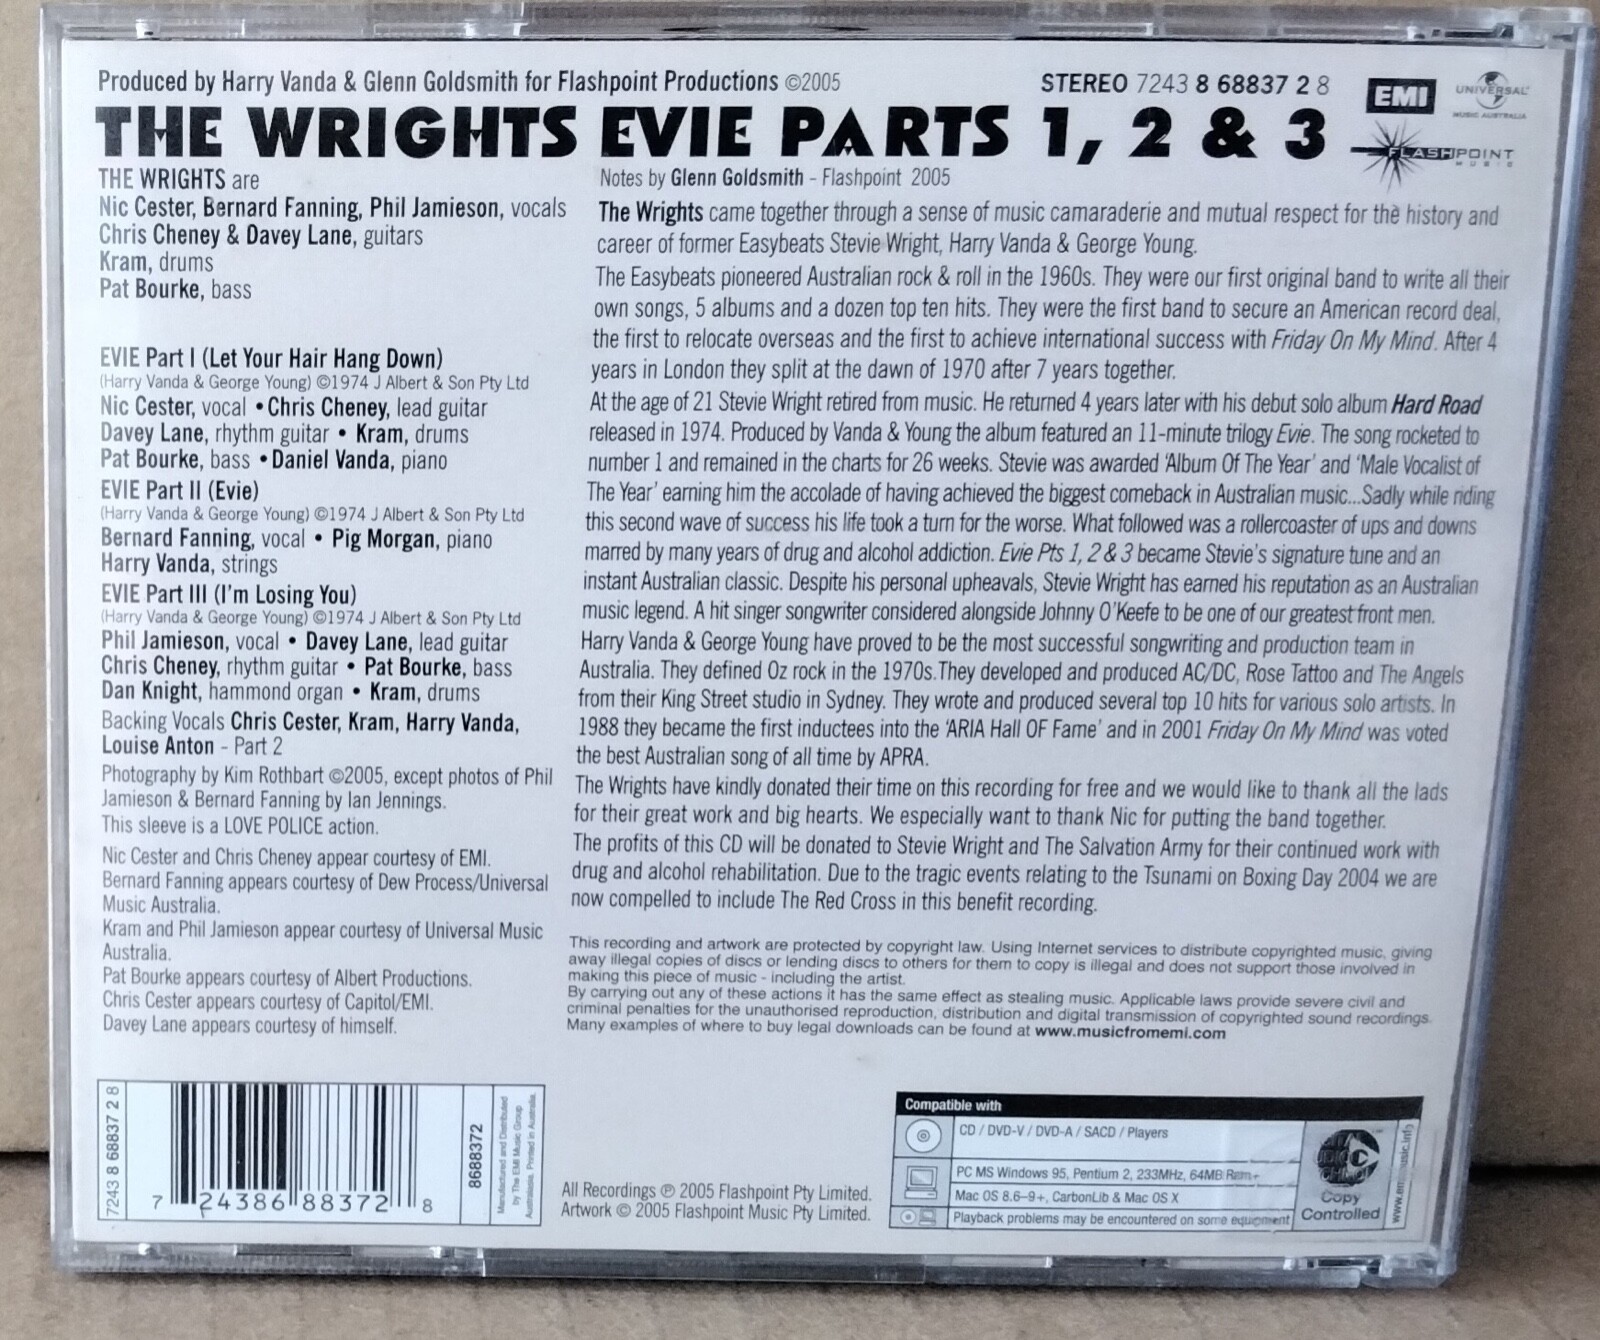 Produced by Harry Vanda & Glenn Goldsmith for Flashpoint Productions ©2005
STEREO 7243 8 68837 2 8
EMI
UNIVERSAL
MUSIC AUSTRALIA
THE WRIGHTS EVIE PARTS 1, 2 & 3
FLASHPOINT
MUSIC
THE WRIGHTS are
Nic Cester, Bernard Fanning, Phil Jamieson, vocals
Chris Cheney & Davey Lane, guitars
Kram, drums
Pat Bourke, bass
EVIE Part I (Let Your Hair Hang Down)
(Harry Vanda & George Young) ©1974 J Albert & Son Pty Ltd
Nic Cester, vocal • Chris Cheney, lead guitar
Davey Lane, rhythm guitar • Kram, drums
Pat Bourke, bass • Daniel Vanda, piano
EVIE Part II (Evie)
(Harry Vanda & George Young) ©1974 J Albert & Son Pty Ltd
Bernard Fanning, vocal • Pig Morgan, piano
Harry Vanda, strings
EVIE Part III (I'm Losing You)
(Harry Vanda & George Young) ©1974 J Albert & Son Pty Ltd
Phil Jamieson, vocal • Davey Lane, lead guitar
Chris Cheney, rhythm guitar • Pat Bourke, bass
Dan Knight, hammond organ • Kram, drums
Backing Vocals Chris Cester, Kram, Harry Vanda,
Louise Anton - Part 2
Photography by Kim Rothbart ©2005, except photos of Phil
Jamieson & Bernard Fanning by Ian Jennings.
This sleeve is a LOVE POLICE action.
Nic Cester and Chris Cheney appear courtesy of EMI.
Bernard Fanning appears courtesy of Dew Process/Universal
Music Australia.
Kram and Phil Jamieson appear courtesy of Universal Music
Australia.
Pat Bourke appears courtesy of Albert Productions.
Chris Cester appears courtesy of Capitol/EMI.
Davey Lane appears courtesy of himself.
Notes by Glenn Goldsmith - Flashpoint 2005
The Wrights came together through a sense of music camaraderie and mutual respect for the history and
career of former Easybeats Stevie Wright, Harry Vanda & George Young.
The Easybeats pioneered Australian rock & roll in the 1960s. They were our first original band to write all their
own songs, 5 albums and a dozen top ten hits. They were the first band to secure an American record deal,
the first to relocate overseas and the first to achieve international success with Friday On My Mind. After 4
years in London they split at the dawn of 1970 after 7 years together.
At the age of 21 Stevie Wright retired from music. He returned 4 years later with his debut solo album Hard Road
released in 1974. Produced by Vanda & Young the album featured an 11-minute trilogy Evie. The song rocketed to
number 1 and remained in the charts for 26 weeks. Stevie was awarded 'Album Of The Year' and 'Male Vocalist of
The Year' earning him the accolade of having achieved the biggest comeback in Australian music...Sadly while riding
this second wave of success his life took a turn for the worse. What followed was a rollercoaster of ups and downs
marred by many years of drug and alcohol addiction. Evie Pts 1, 2 & 3 became Stevie's signature tune and an
instant Australian classic. Despite his personal upheavals, Stevie Wright has earned his reputation as an Australian
music legend. A hit singer songwriter considered alongside Johnny O'Keefe to be one of our greatest front men.
Harry Vanda & George Young have proved to be the most successful songwriting and production team in
Australia. They defined Oz rock in the 1970s.They developed and produced AC/DC, Rose Tattoo and The Angels
from their King Street studio in Sydney. They wrote and produced several top 10 hits for various solo artists. In
1988 they became the first inductees into the 'ARIA Hall OF Fame' and in 2001 Friday On My Mind was voted
the best Australian song of all time by APRA.
The Wrights have kindly donated their time on this recording for free and we would like to thank all the lads
for their great work and big hearts. We especially want to thank Nic for putting the band together.
The profits of this CD will be donated to Stevie Wright and The Salvation Army for their continued work with
drug and alcohol rehabilitation. Due to the tragic events relating to the Tsunami on Boxing Day 2004 we are
now compelled to include The Red Cross in this benefit recording.
This recording and artwork are protected by copyright law. Using Internet services to distribute copyrighted music, giving
away illegal copies of discs or lending discs to others for them to copy is illegal and does not support those involved in
making this piece of music - including the artist.
By carrying out any of these actions it has the same effect as stealing music. Applicable laws provide severe civil and
criminal penalties for the unauthorised reproduction, distribution and digital transmission of copyrighted sound recordings.
Many examples of where to buy legal downloads can be found at www.musicfromemi.com
7243 8 68837 2 8
7 24386 88372 8
8688372
Manufactured and Distributed
by The EMI Music Group
Australasia. Printed in Australia.
All Recordings ℗ 2005 Flashpoint Pty Limited.
Artwork © 2005 Flashpoint Music Pty Limited.
Compatible with
CD / DVD-V / DVD-A / SACD / Players
PC MS Windows 95, Pentium 2, 233MHz, 64MB Ram+
Mac OS 8.6-9+, CarbonLib & Mac OS X
Playback problems may be encountered on some equipment
Copy
Controlled